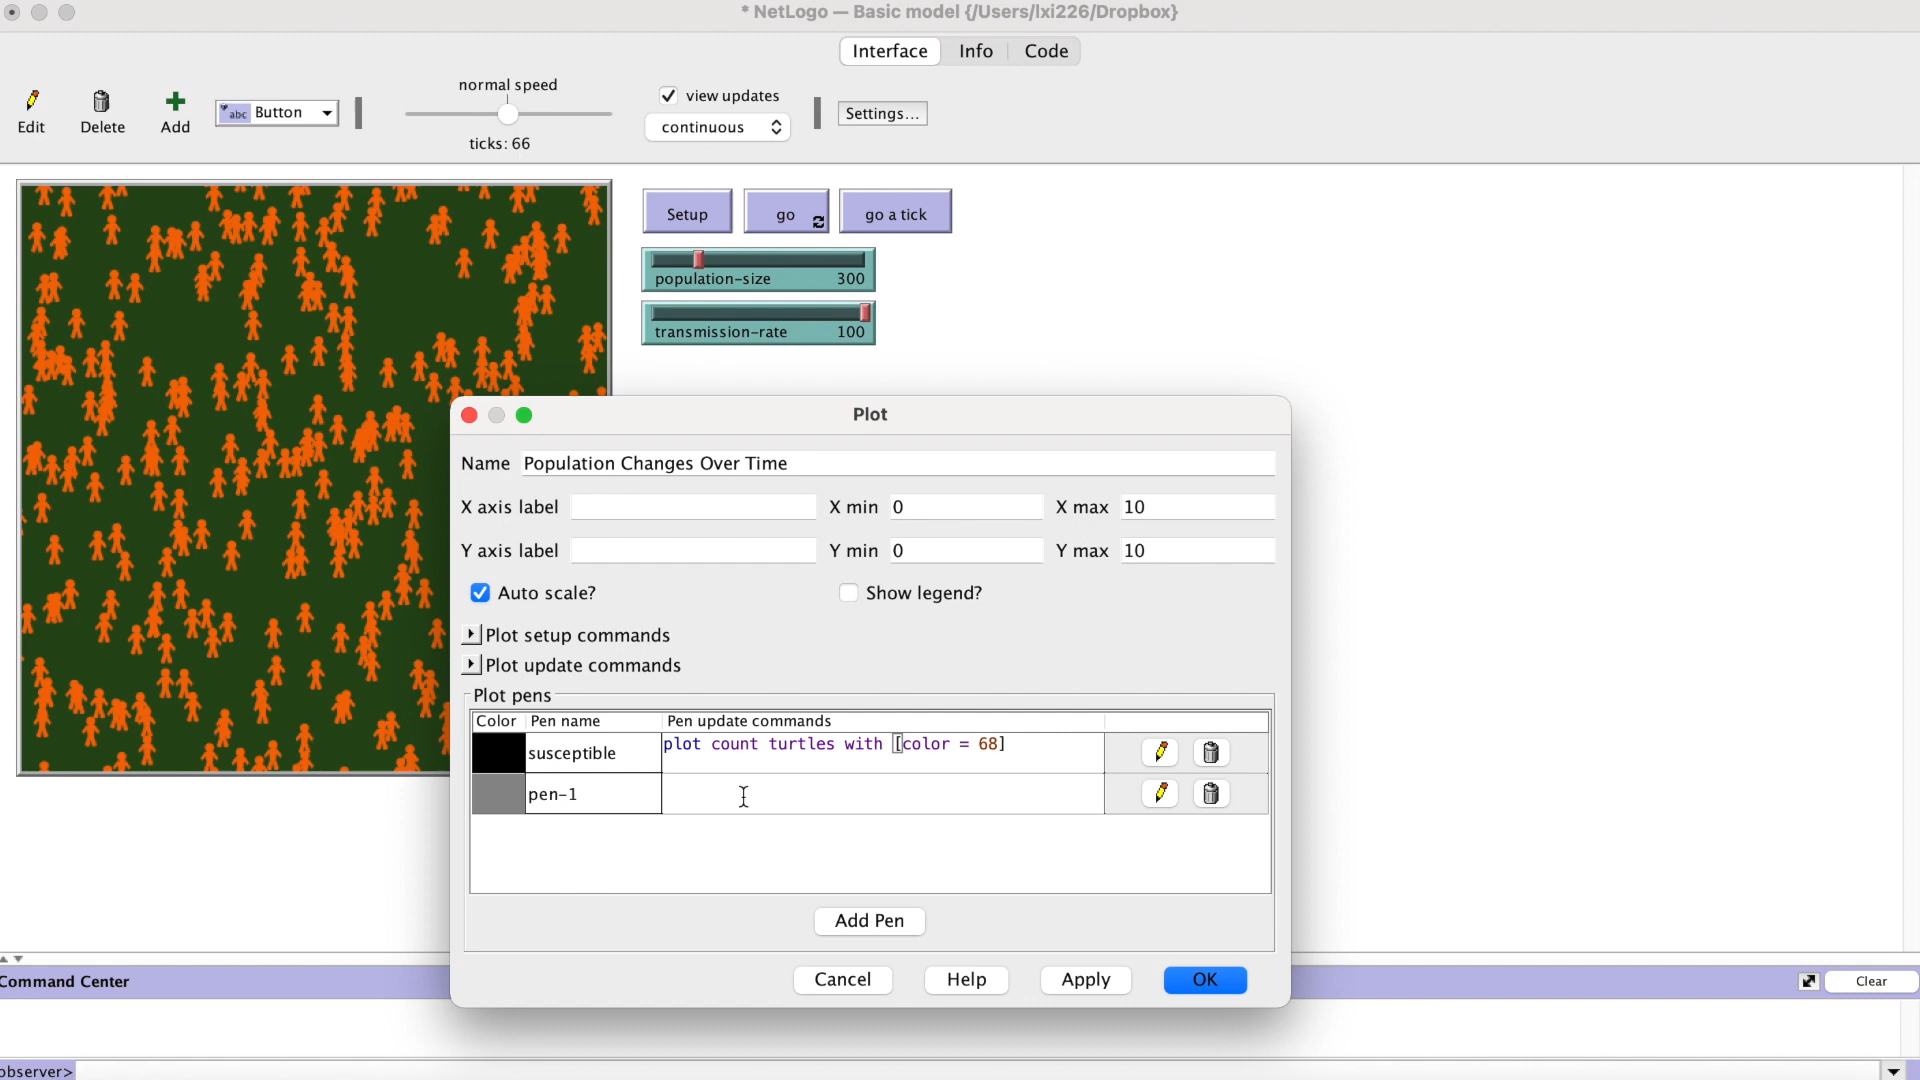 * NetLogo — Basic model {/Users/lxi226/Dropbox}
Interface Info Code
Edit Delete Add abc Button
normal speed
ticks: 66
view updates
continuous
Settings...
Setup go go a tick
population-size 300
transmission-rate 100
Plot
Name Population Changes Over Time
X axis label X min 0 X max 10
Y axis label Y min 0 Y max 10
Auto scale? Show legend?
Plot setup commands
Plot update commands
Plot pens
Color Pen name Pen update commands
susceptible plot count turtles with [color = 68]
pen-1
Add Pen
Cancel Help Apply OK
Command Center Clear
observer>